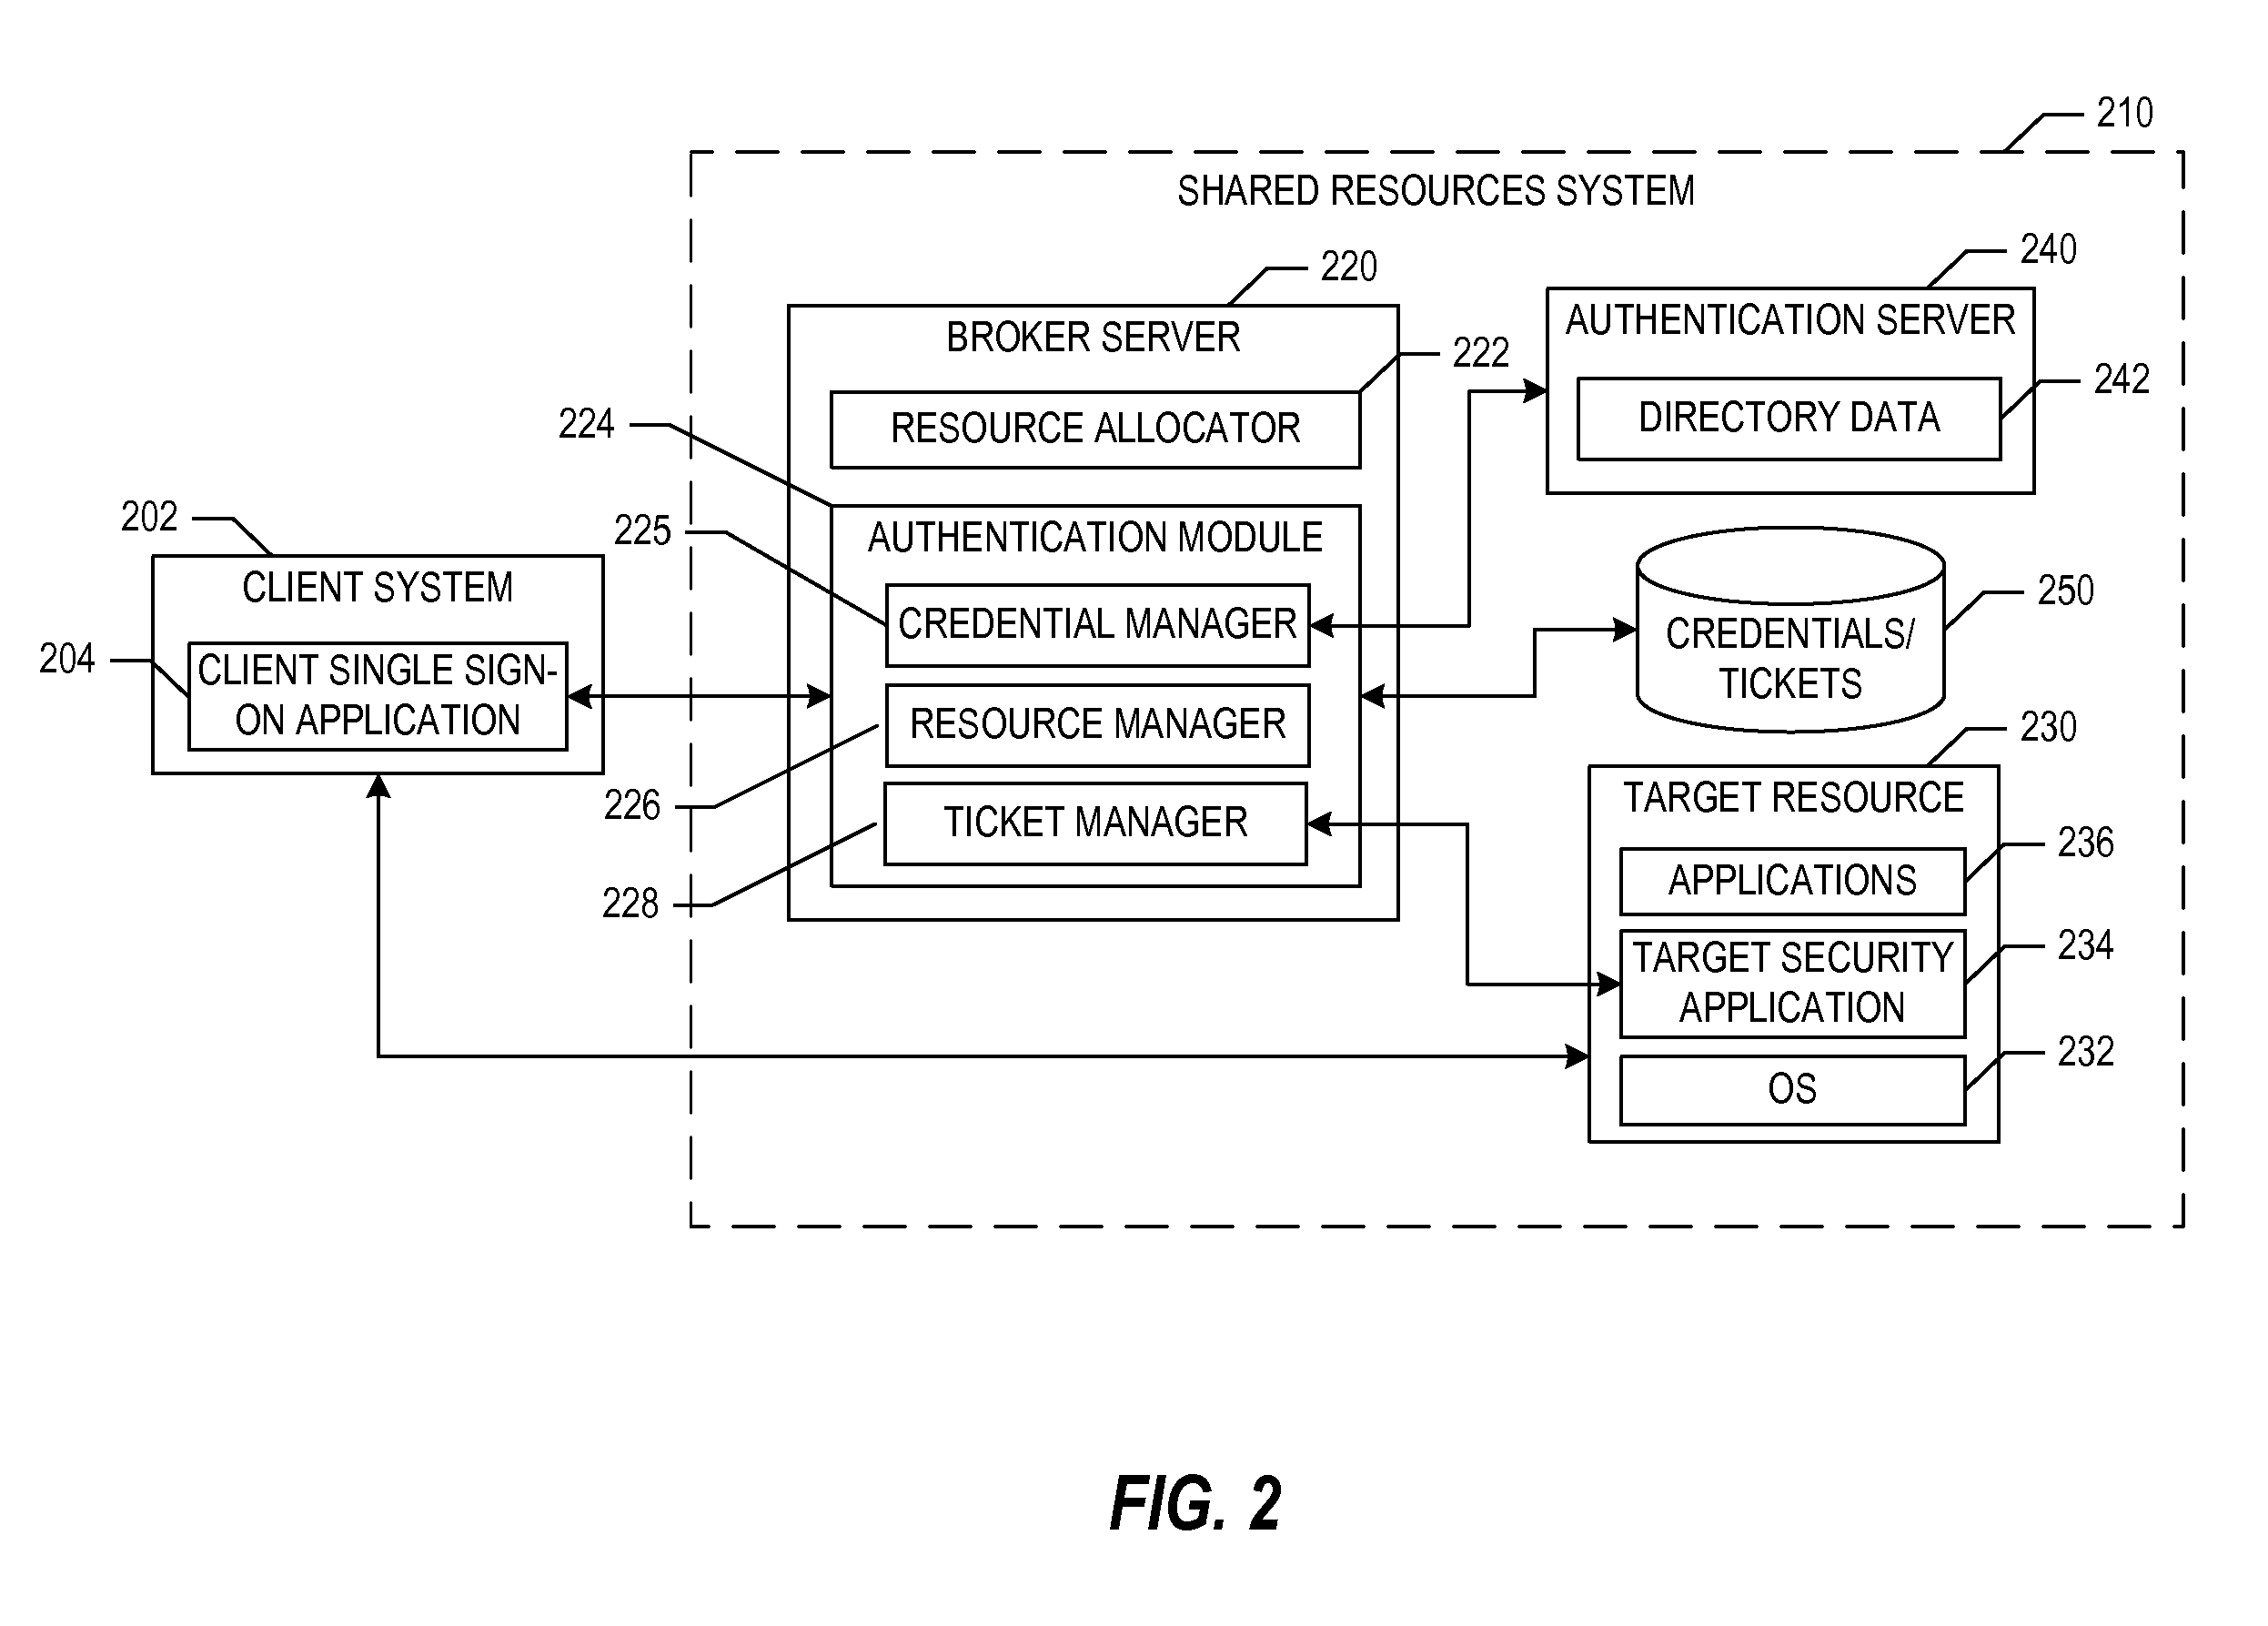 210
SHARED RESOURCES SYSTEM
240
220
AUTHENTICATION SERVER
BROKER SERVER
222
242
DIRECTORY DATA
224
RESOURCE ALLOCATOR
202
225
AUTHENTICATION MODULE
CLIENT SYSTEM
250
CREDENTIAL MANAGER
CREDENTIALS/
TICKETS
204
CLIENT SINGLE SIGN-
ON APPLICATION
RESOURCE MANAGER
230
226
TARGET RESOURCE
TICKET MANAGER
236
APPLICATIONS
228
234
TARGET SECURITY
APPLICATION
232
OS
FIG. 2